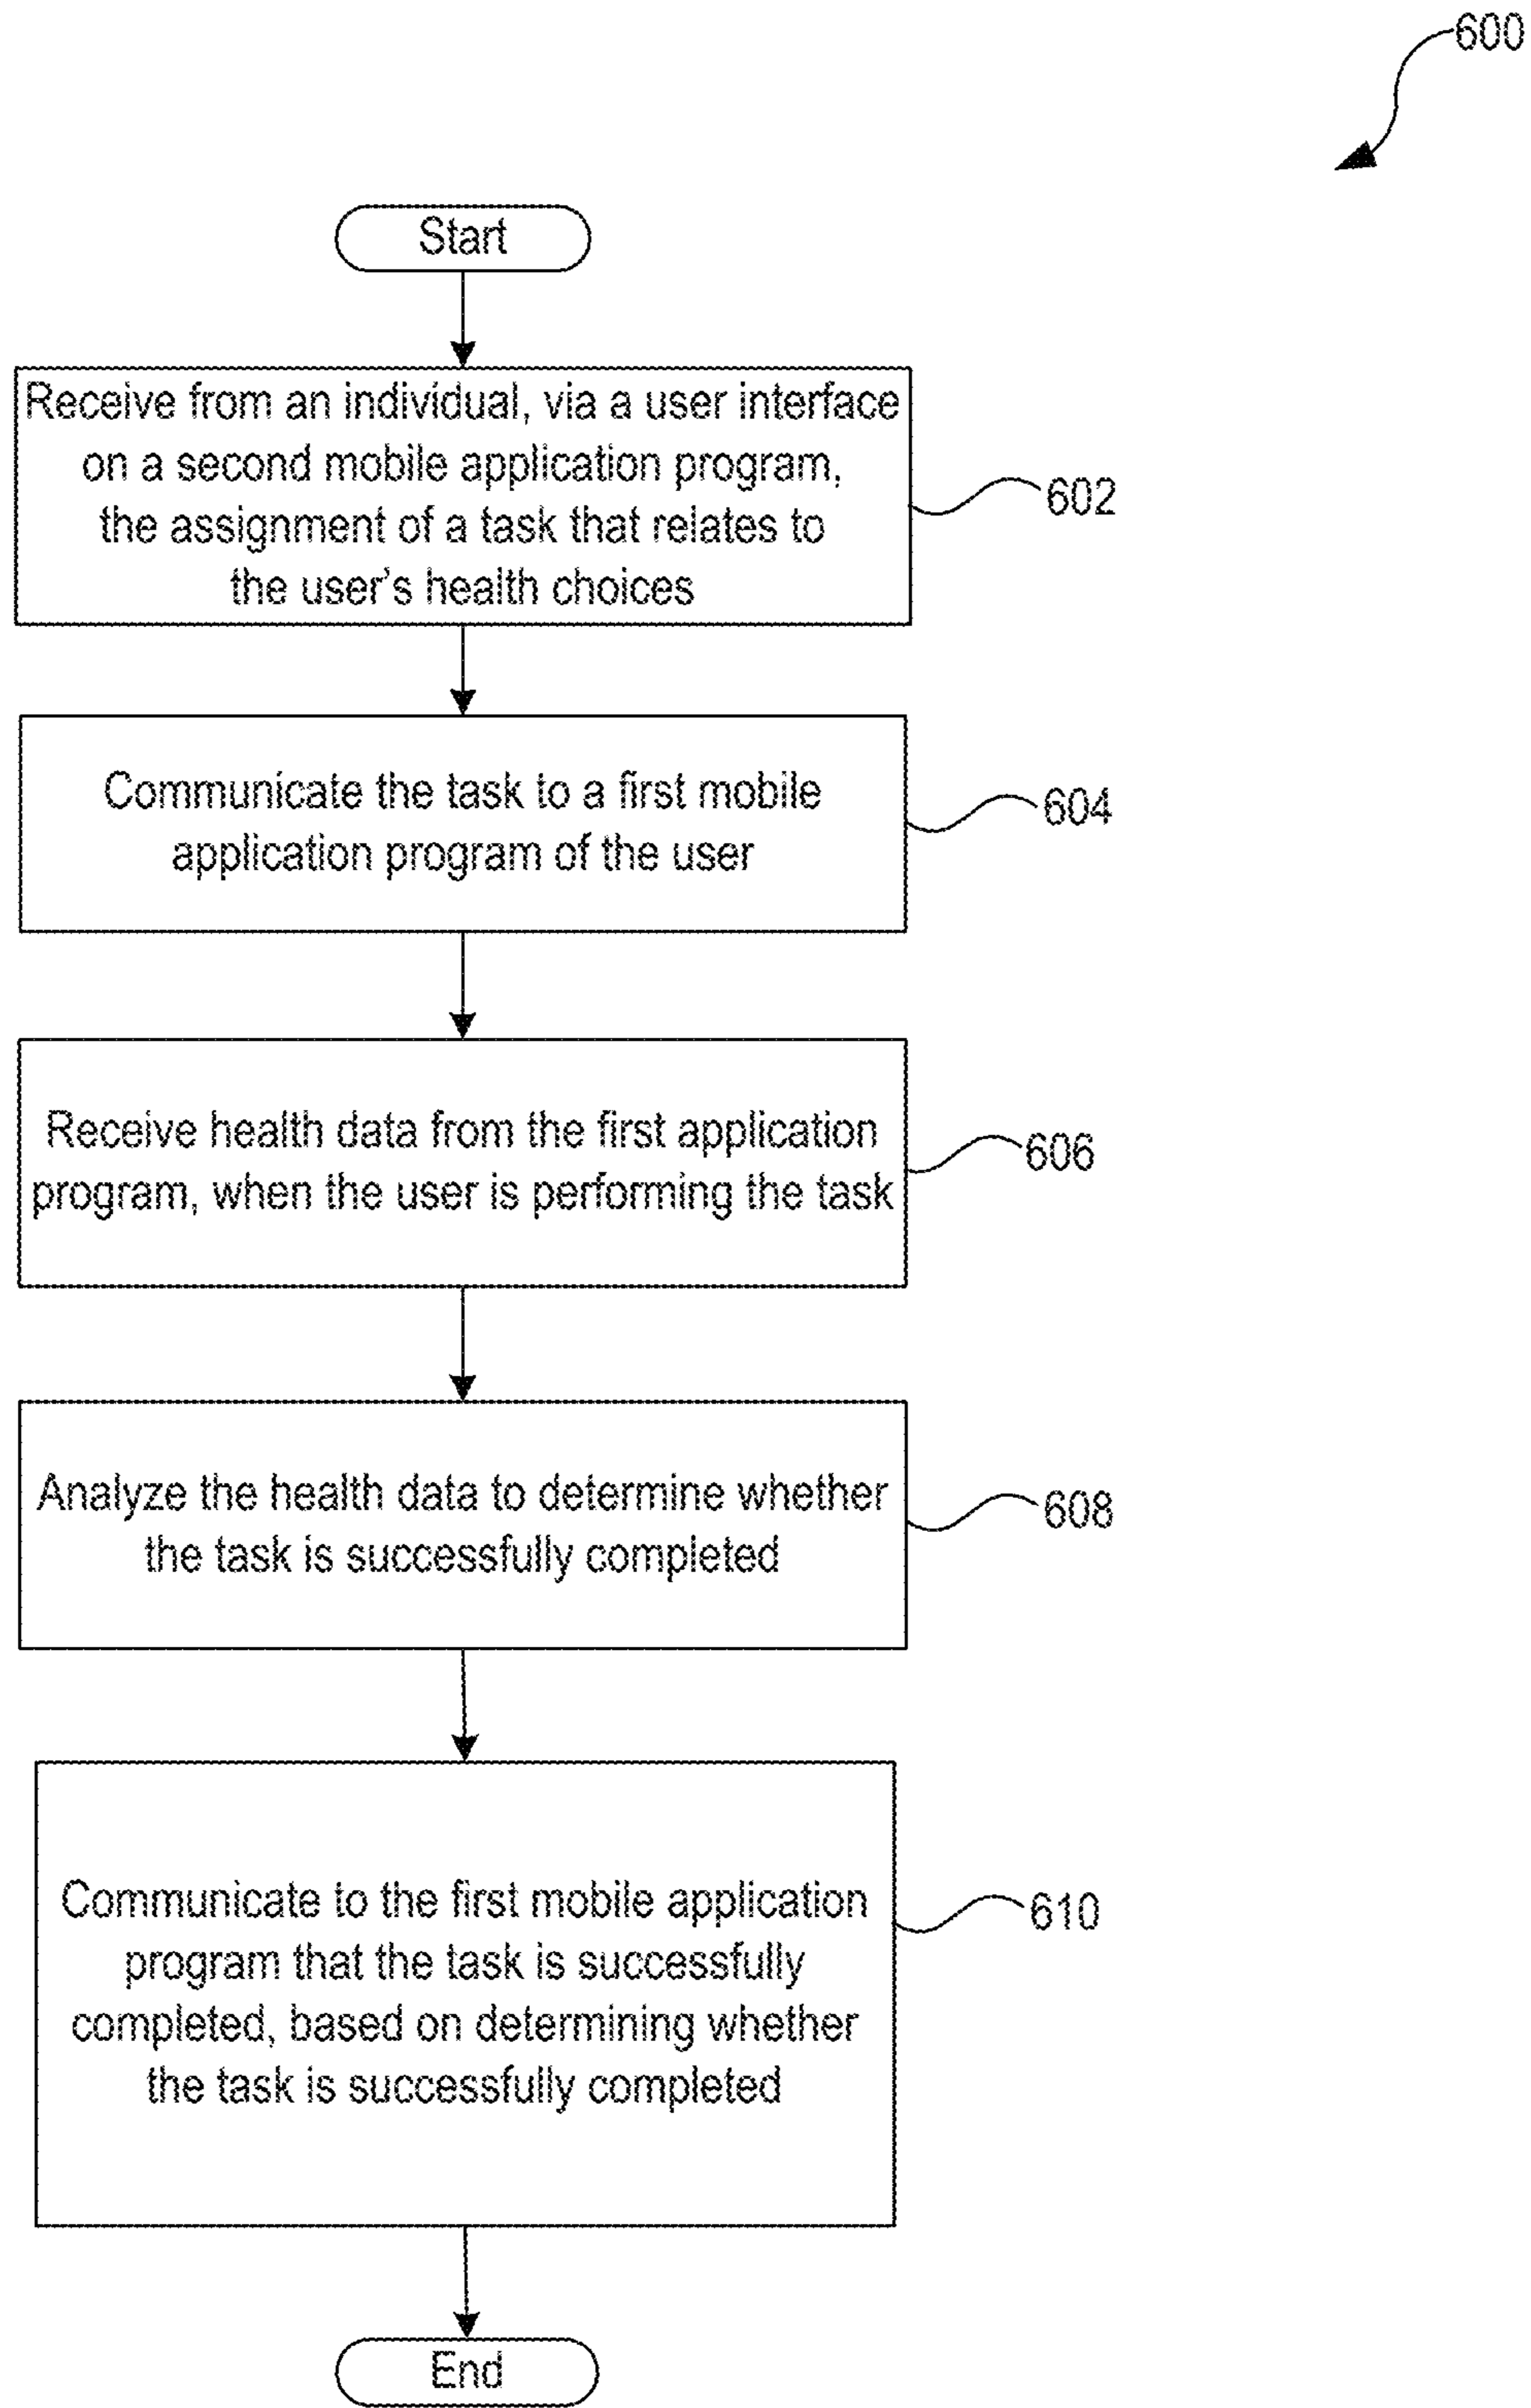 600
Start
Receive from an individual, via a user interface
on a second mobile application program,
the assignment of a task that relates to
the user's health choices
602
Communicate the task to a first mobile
application program of the user
604
Receive health data from the first application
program, when the user is performing the task
606
Analyze the health data to determine whether
the task is successfully completed
608
Communicate to the first mobile application
program that the task is successfully
completed, based on determining whether
the task is successfully completed
610
End